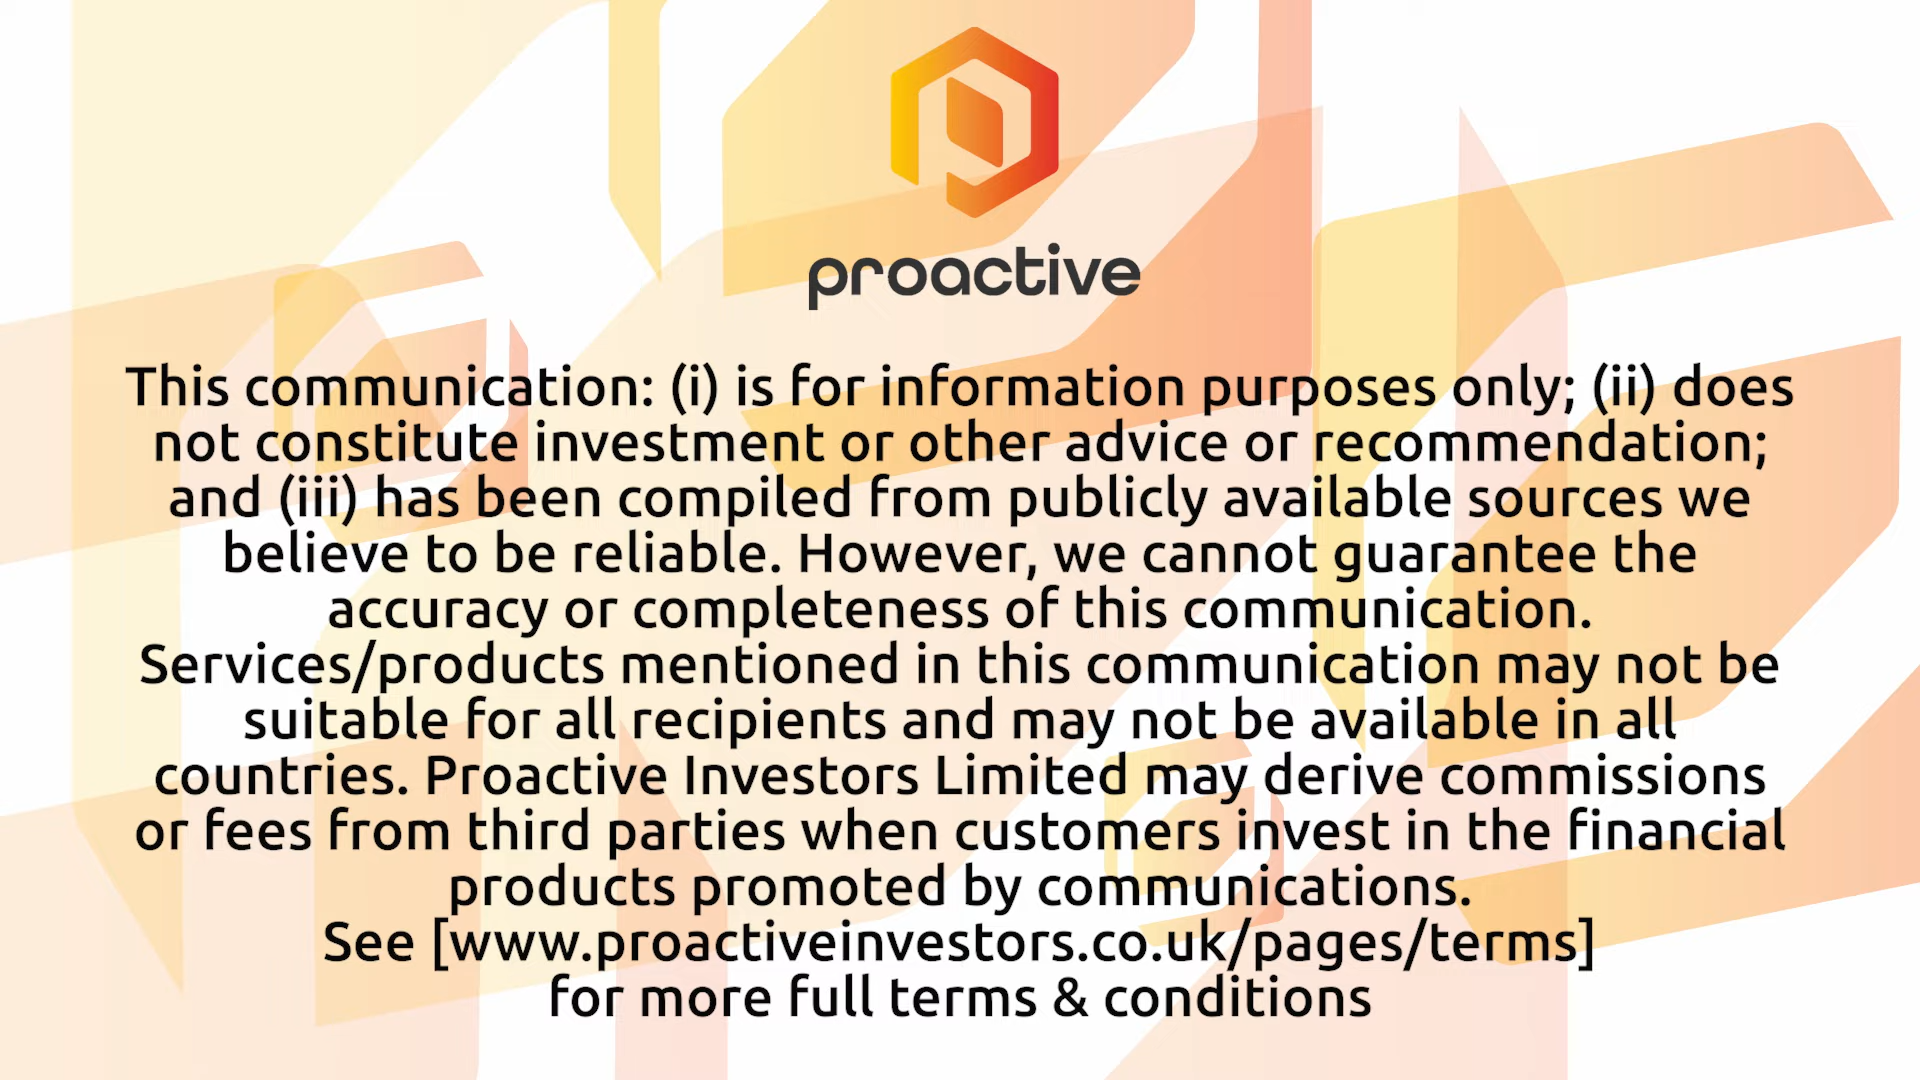 proactive
This communication: (i) is for information purposes only; (ii) does
not constitute investment or other advice or recommendation;
and (iii) has been compiled from publicly available sources we
believe to be reliable. However, we cannot guarantee the
accuracy or completeness of this communication.
Services/products mentioned in this communication may not be
suitable for all recipients and may not be available in all
countries. Proactive Investors Limited may derive commissions
or fees from third parties when customers invest in the financial
products promoted by communications.
See [www.proactiveinvestors.co.uk/pages/terms]
for more full terms & conditions